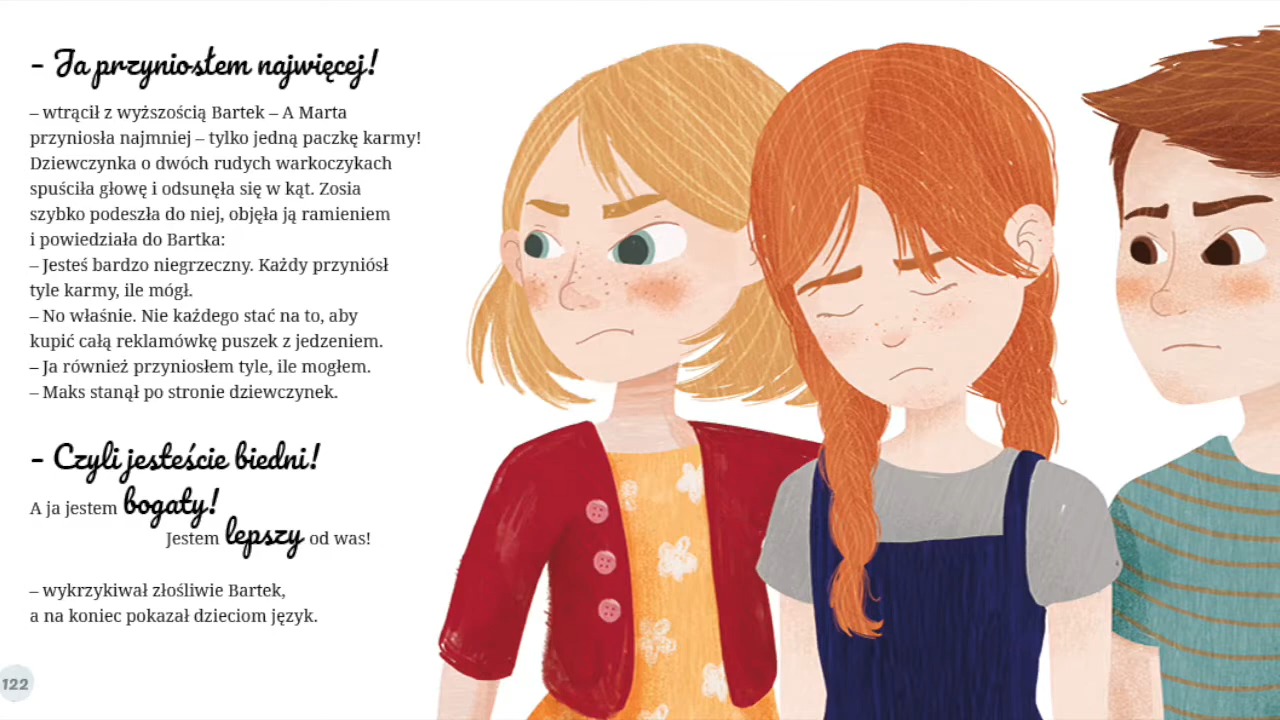 – Ja przyniosłem najwięcej!
– wtrącił z wyższością Bartek – A Marta
przyniosła najmniej – tylko jedną paczkę karmy!
Dziewczynka o dwóch rudych warkoczykach
spuściła głowę i odsunęła się w kąt. Zosia
szybko podeszła do niej, objęła ją ramieniem
i powiedziała do Bartka:
– Jesteś bardzo niegrzeczny. Każdy przyniósł
tyle karmy, ile mógł.
– No właśnie. Nie każdego stać na to, aby
kupić całą reklamówkę puszek z jedzeniem.
– Ja również przyniosłem tyle, ile mogłem.
– Maks stanął po stronie dziewczynek.
– Czyli jesteście biedni!
A ja jestem bogaty!
Jestem lepszy od was!
– wykrzykiwał złośliwie Bartek,
a na koniec pokazał dzieciom język.
122